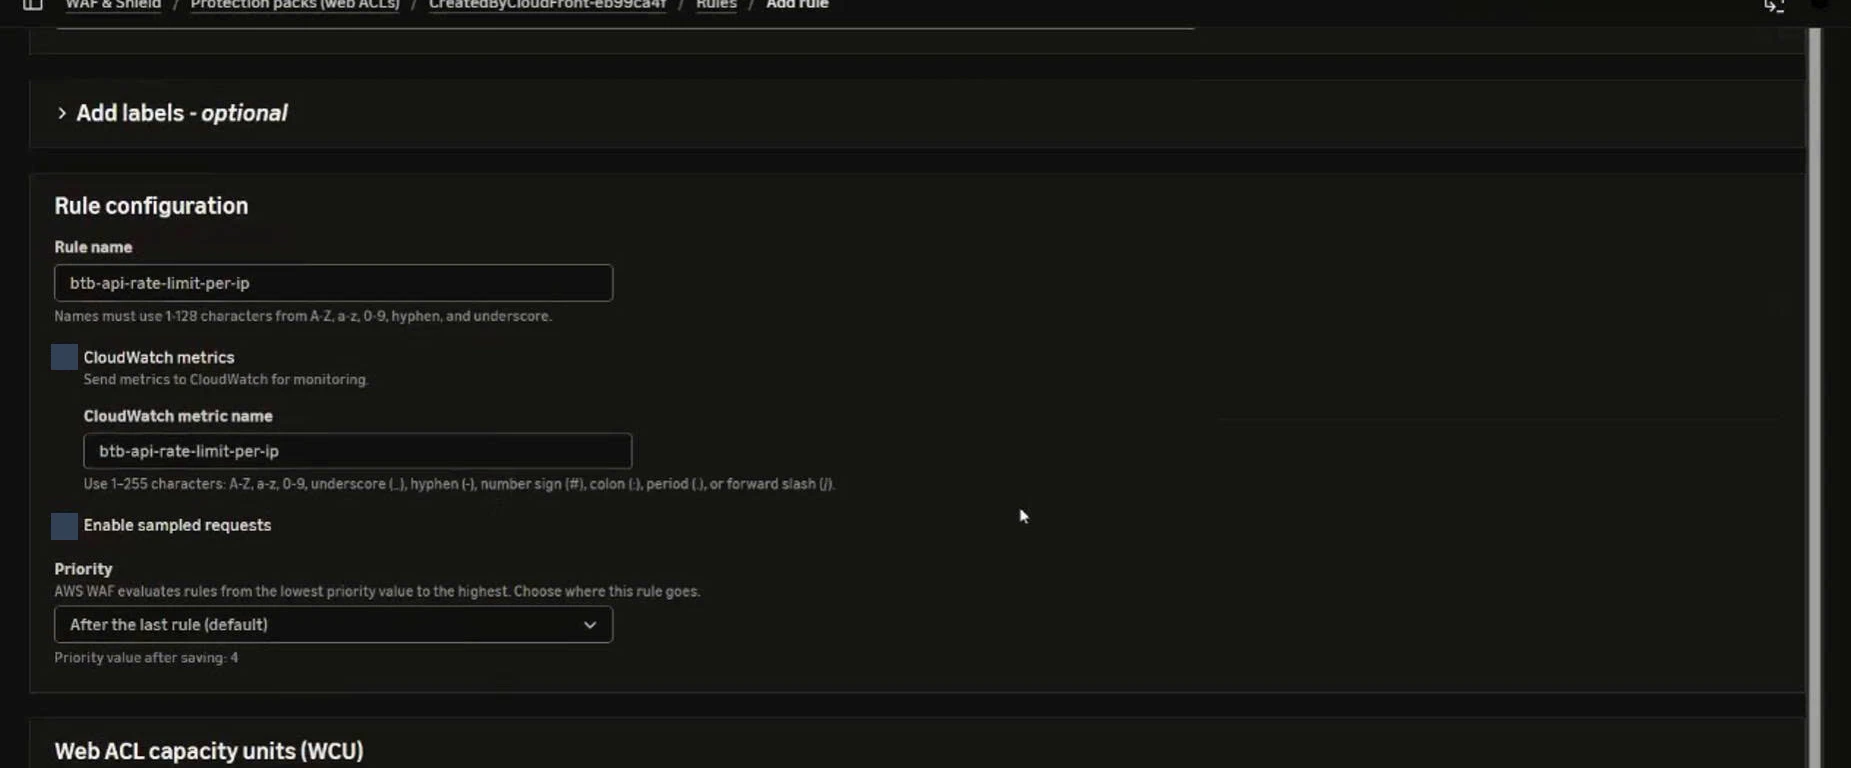 WAF & Shield / Protection packs (web ACLs) / CreatedByCloudFront-eb99ca4f / Rules / Add rule
Add labels - optional
Rule configuration
Rule name
btb-api-rate-limit-per-ip
Names must use 1-128 characters from A-Z, a-z, 0-9, hyphen, and underscore.
CloudWatch metrics
Send metrics to CloudWatch for monitoring.
CloudWatch metric name
btb-api-rate-limit-per-ip
Use 1-255 characters: A-Z, a-z, 0-9, underscore (_), hyphen (-), number sign (#), colon (:), period (.), or forward slash (/).
Enable sampled requests
Priority
AWS WAF evaluates rules from the lowest priority value to the highest. Choose where this rule goes.
After the last rule (default)
Priority value after saving: 4
Web ACL capacity units (WCU)